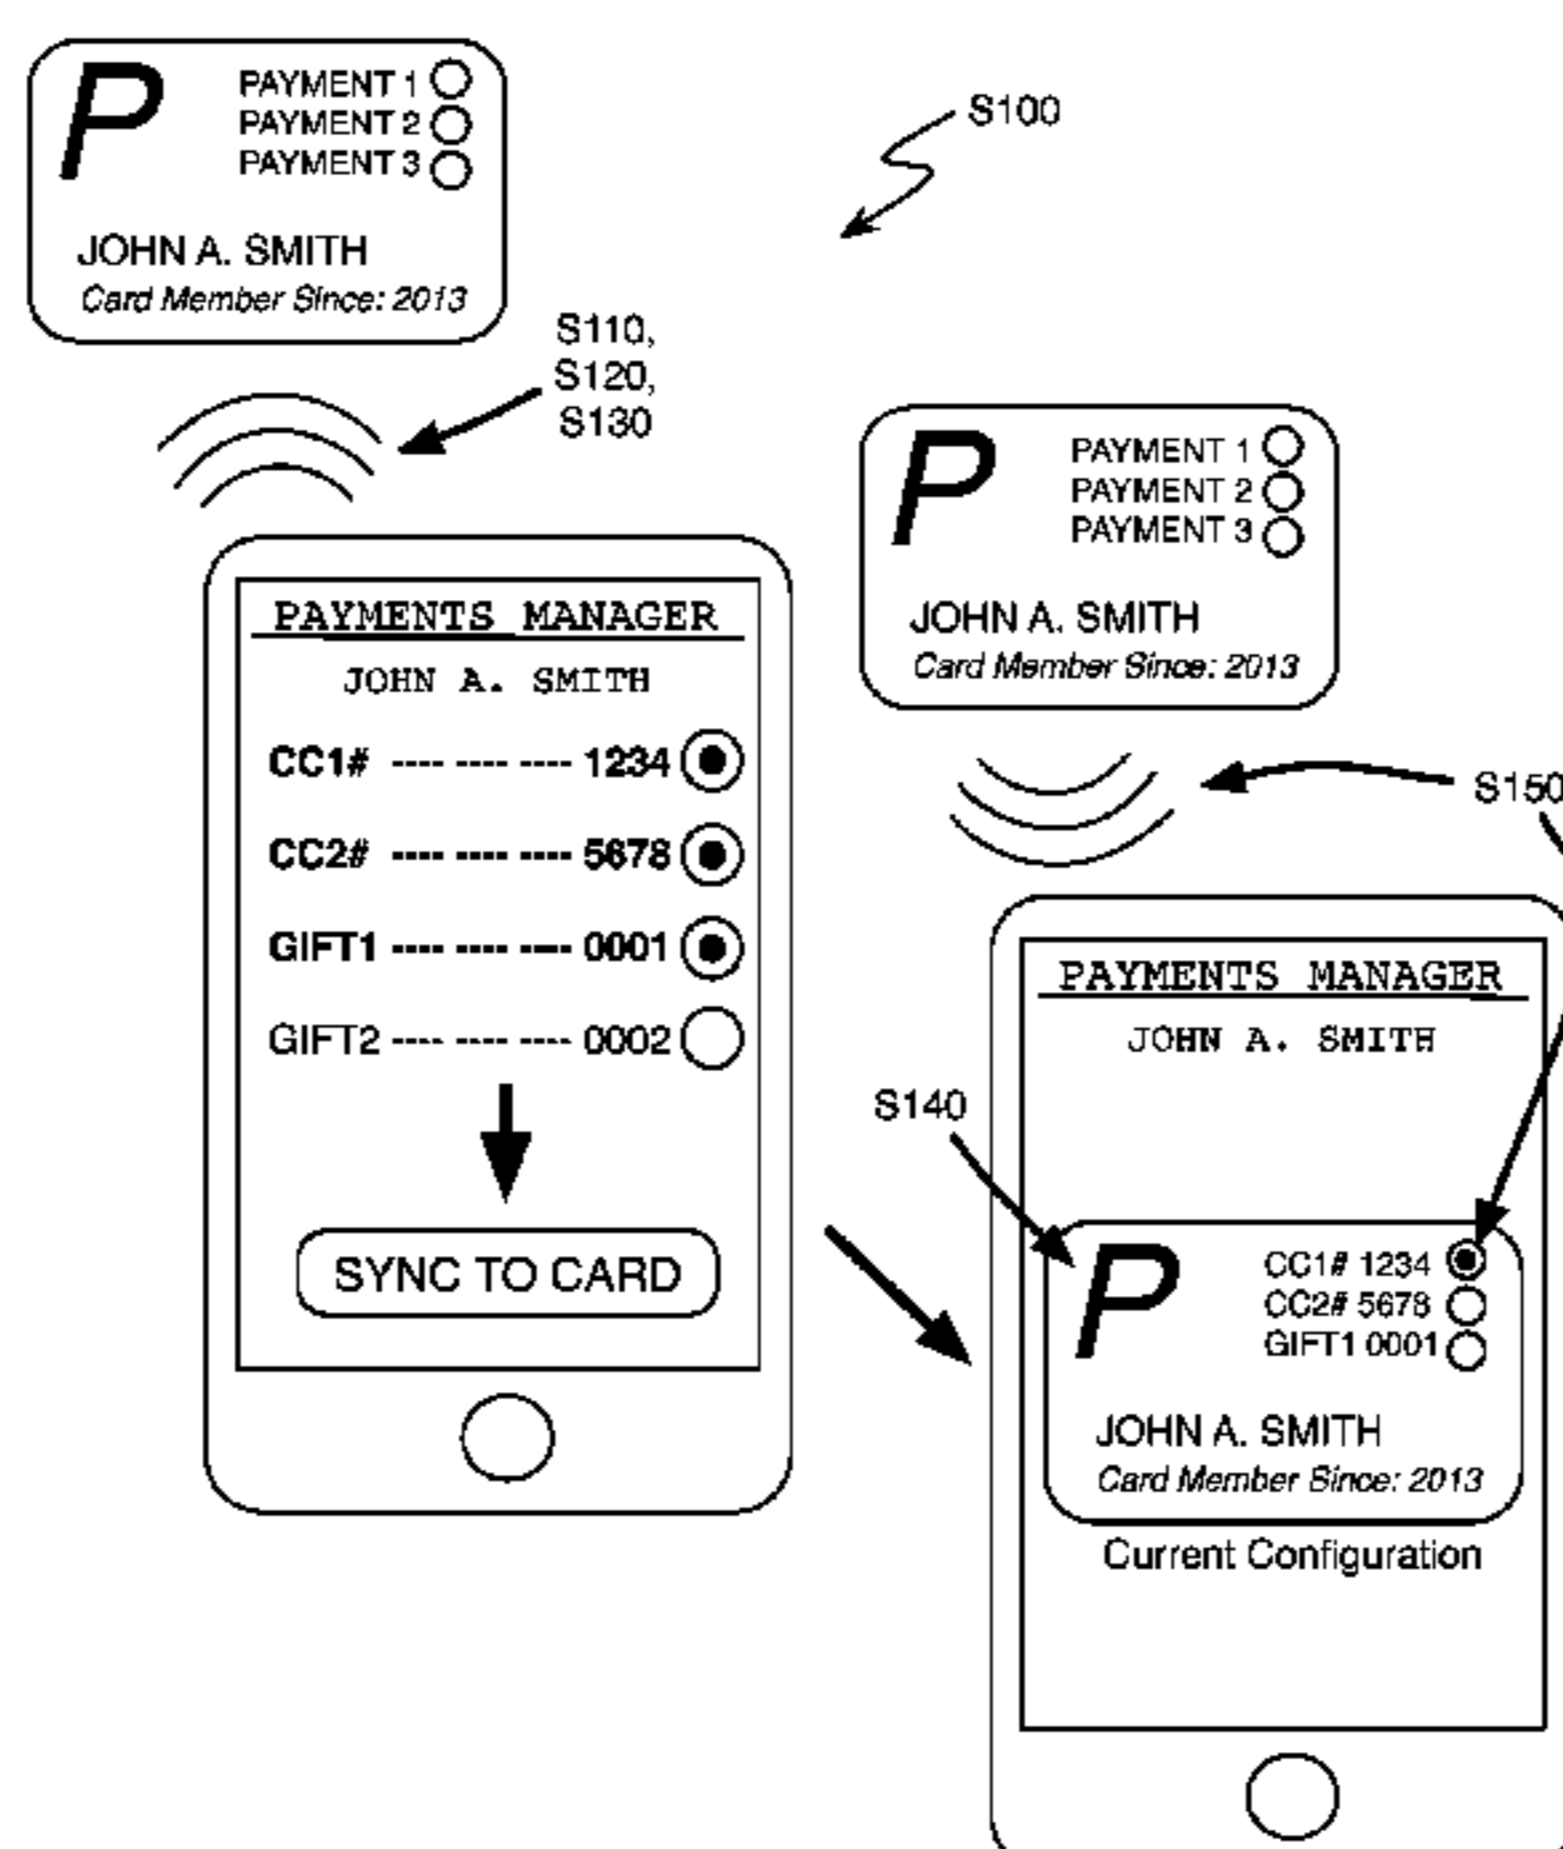 P
PAYMENT 1
PAYMENT 2
PAYMENT 3
JOHN A. SMITH
Card Member Since: 2013
S100
S110,
S120,
S130
PAYMENTS MANAGER
JOHN A. SMITH
CC1# ---- ---- ---- 1234
CC2# ---- ---- ---- 5678
GIFT1 ---- ---- ---- 0001
GIFT2 ---- ---- ---- 0002
SYNC TO CARD
P
PAYMENT 1
PAYMENT 2
PAYMENT 3
JOHN A. SMITH
Card Member Since: 2013
S150
PAYMENTS MANAGER
JOHN A. SMITH
S140
P
CC1# 1234
CC2# 5678
GIFT1 0001
JOHN A. SMITH
Card Member Since: 2013
Current Configuration